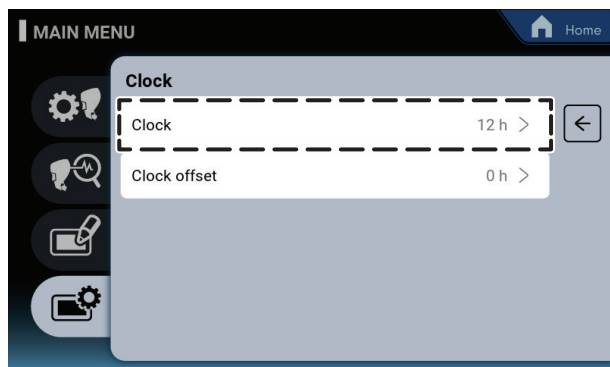 MAIN MENU
Home
Clock
Clock
12 h
Clock offset
0 h